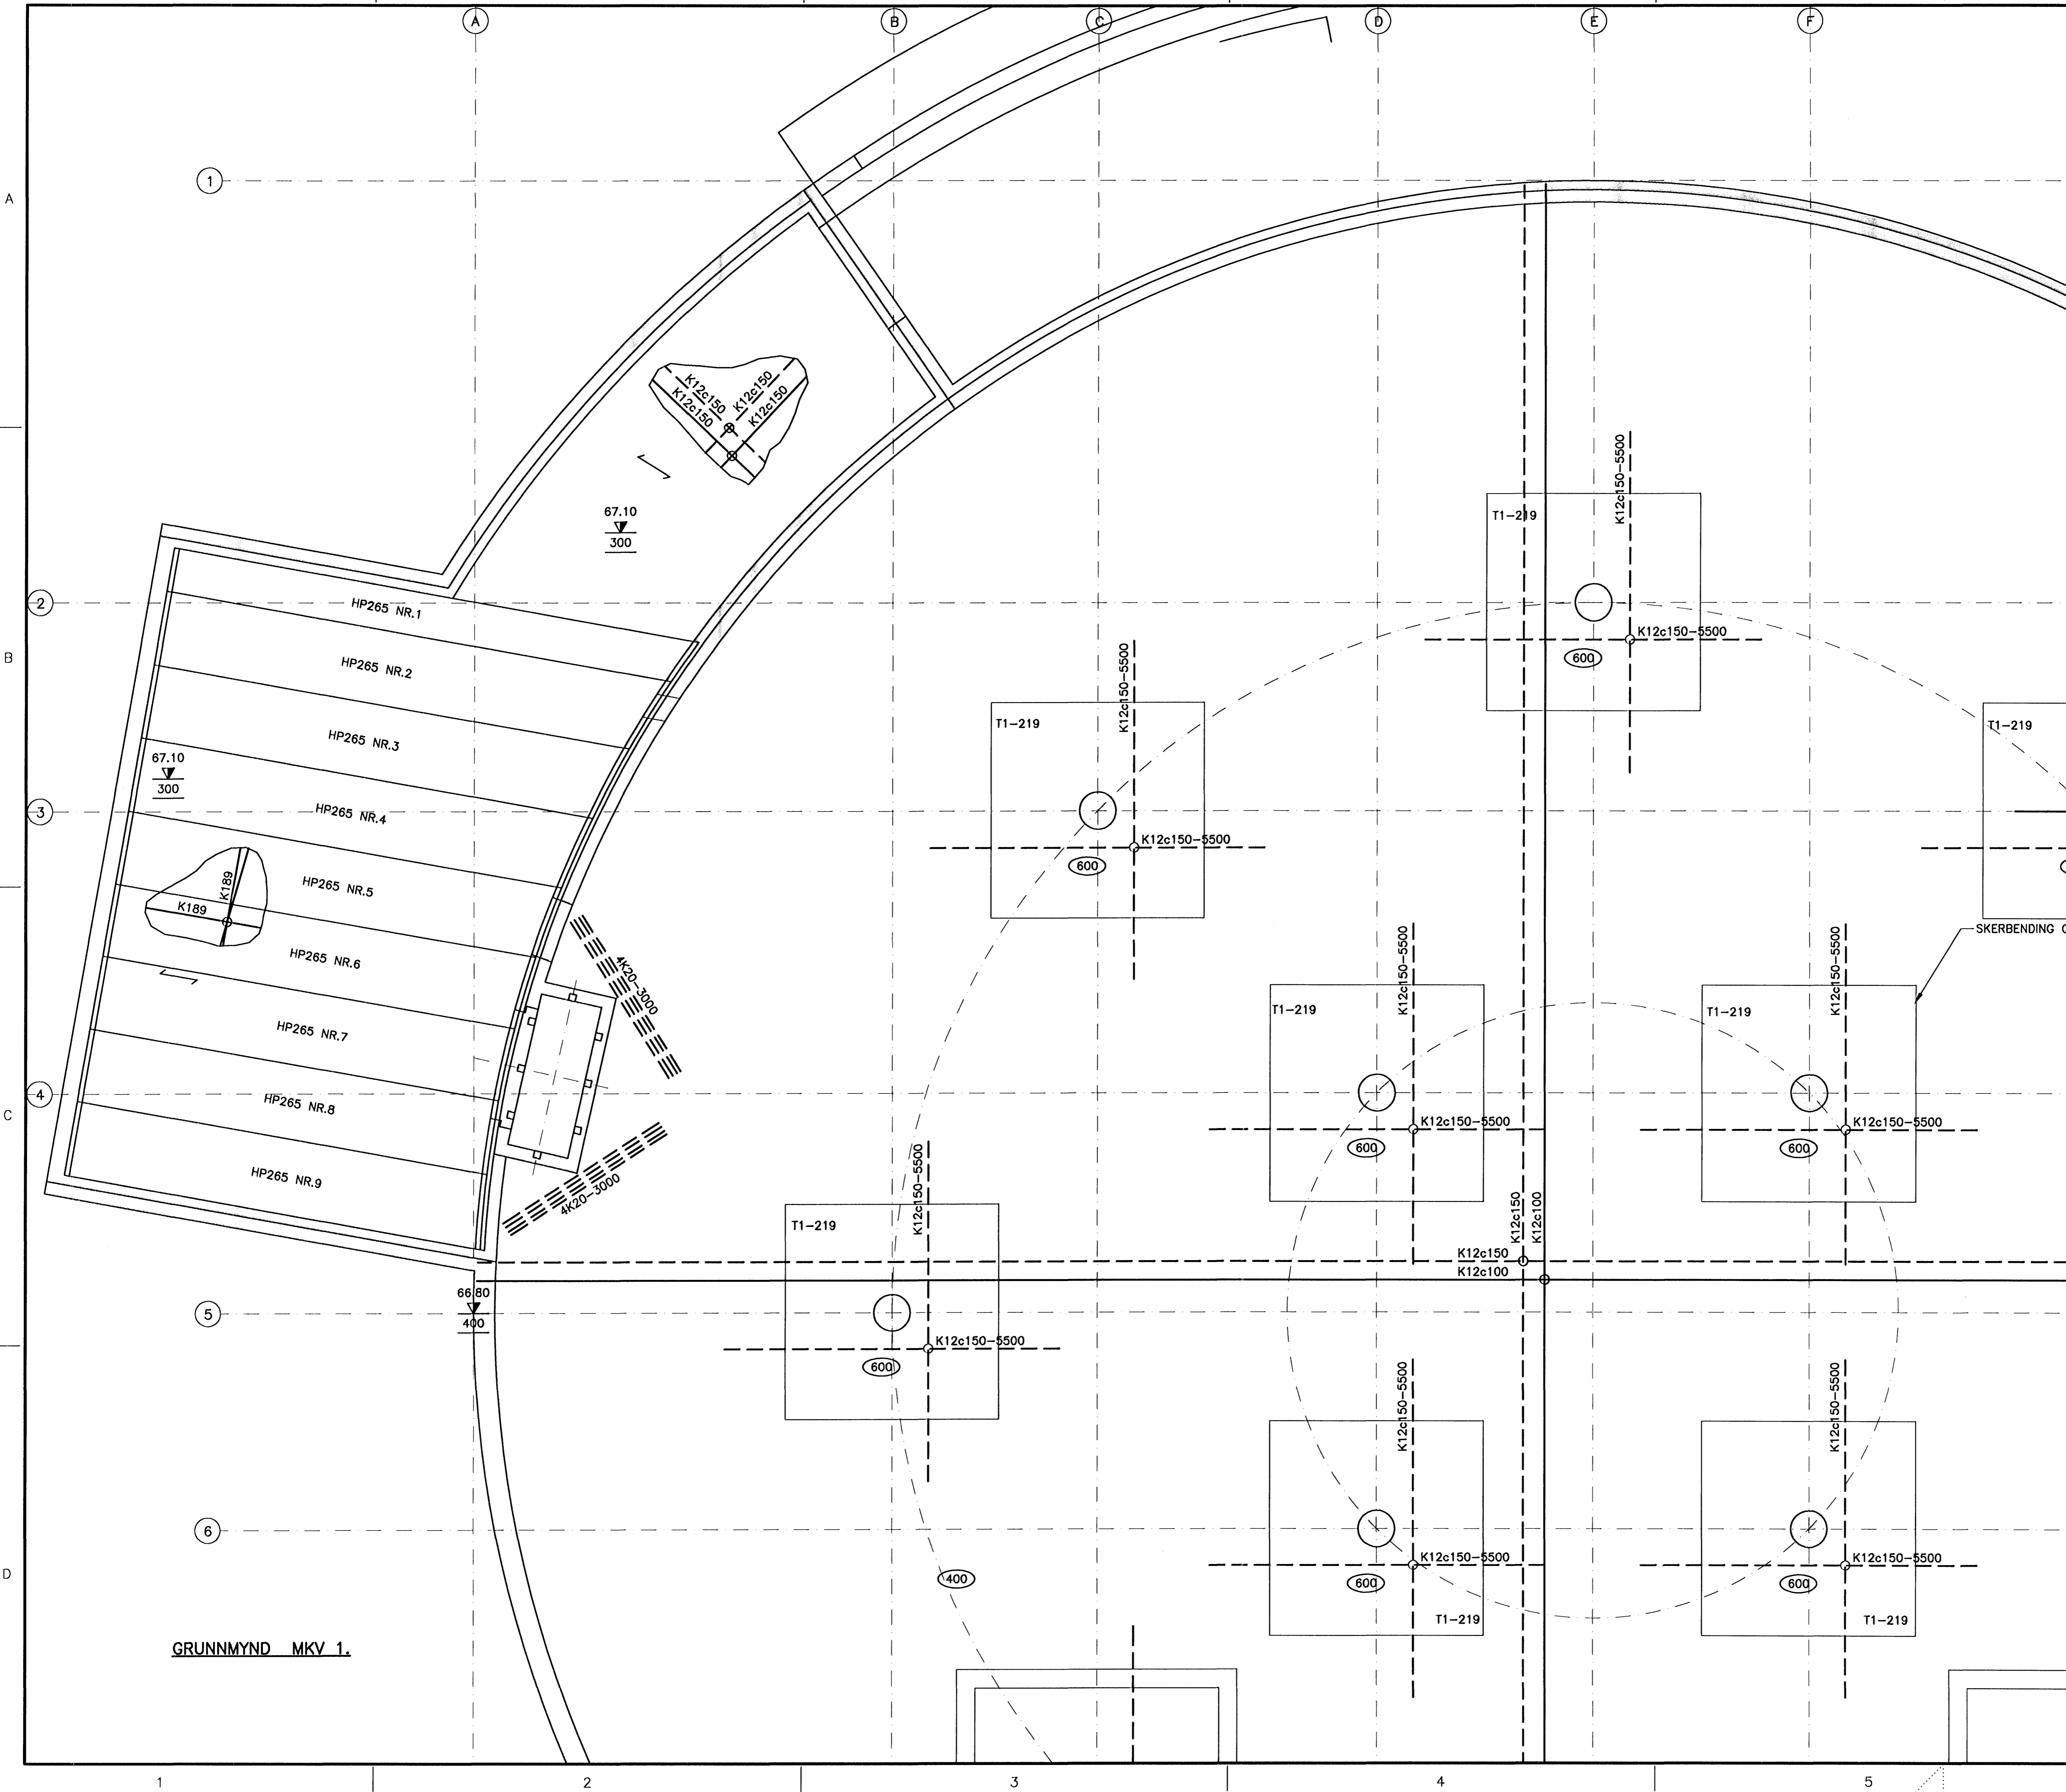 A
B
C
D
E
F
1
A
K12c150
K12c150
K12c150
K12c150
67.10
300
K12c150-5500
T1-219
K12c150-5500
600
2
HP265 NR.1
B
HP265 NR.2
K12c150-5500
T1-219
T1-219
HP265 NR.3
67.10
300
3
HP265 NR.4
K12c150-5500
600
HP265 NR.5
K189
K189
SKERBENDING
HP265 NR.6
4K20-3000
K12c150-5500
K12c150-5500
T1-219
T1-219
HP265 NR.7
4
C
HP265 NR.8
K12c150-5500
K12c150-5500
600
600
HP265 NR.9
4K20-3000
K12c150-5500
T1-219
K12c150
K12c100
K12c150
K12c100
66.80
400
5
K12c150-5500
600
K12c150-5500
K12c150-5500
6
K12c150-5500
K12c150-5500
D
400
600
600
T1-219
T1-219
GRUNNMYND MKV 1.
1
2
3
4
5